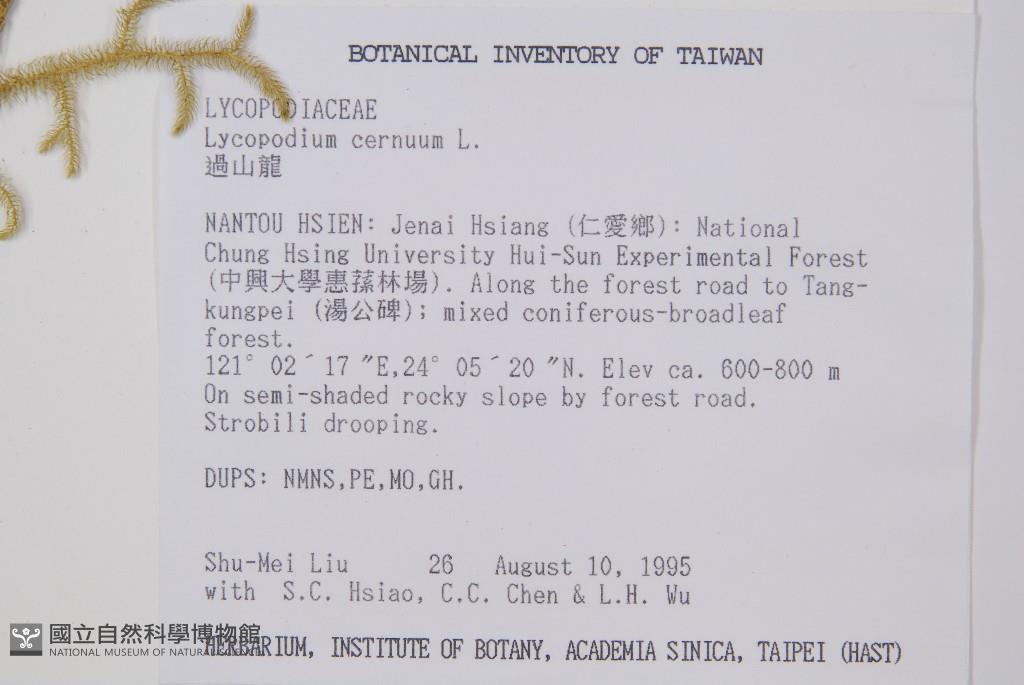 BOTANICAL INVENTORY OF TAIWAN
LYCOPODIACEAE
Lycopodium cernuum L.
過山龍
NANTOU HSIEN: Jenai Hsiang (仁愛鄉): National
Chung Hsing University Hui-Sun Experimental Forest
(中興大學惠蓀林場). Along the forest road to Tang-
kungpei (湯公碑); mixed coniferous-broadleaf
forest.
121° 02´ 17 ″E,24° 05´ 20 ″N. Elev ca. 600-800 m
On semi-shaded rocky slope by forest road.
Strobili drooping.
DUPS: NMNS,PE,MO,GH.
Shu-Mei Liu 26 August 10, 1995
with S.C. Hsiao, C.C. Chen & L.H. Wu
HERBARIUM, INSTITUTE OF BOTANY, ACADEMIA SINICA, TAIPEI (HAST)
國立自然科學博物館
NATIONAL MUSEUM OF NATURAL SCIENCE